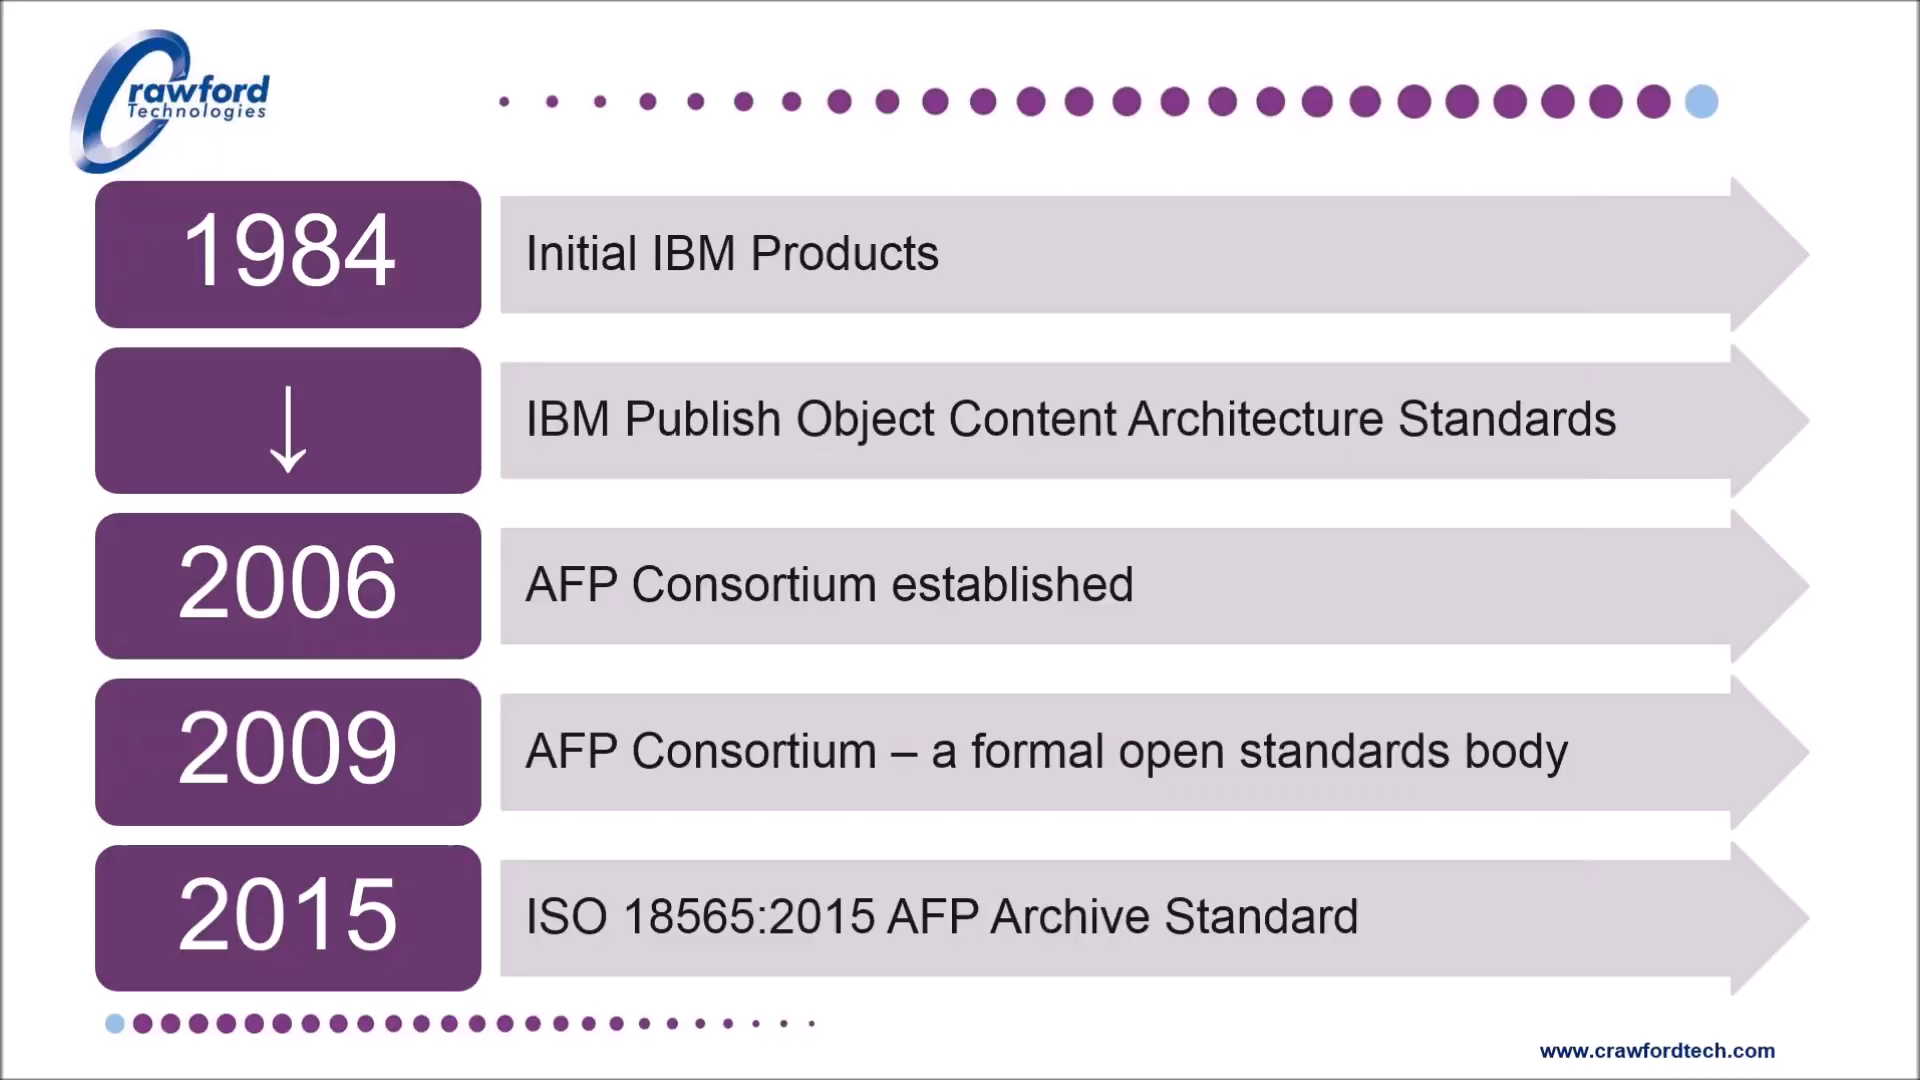 Crawford
Technologies
1984
Initial IBM Products
↓
IBM Publish Object Content Architecture Standards
2006
AFP Consortium established
2009
AFP Consortium – a formal open standards body
2015
ISO 18565:2015 AFP Archive Standard
www.crawfordtech.com